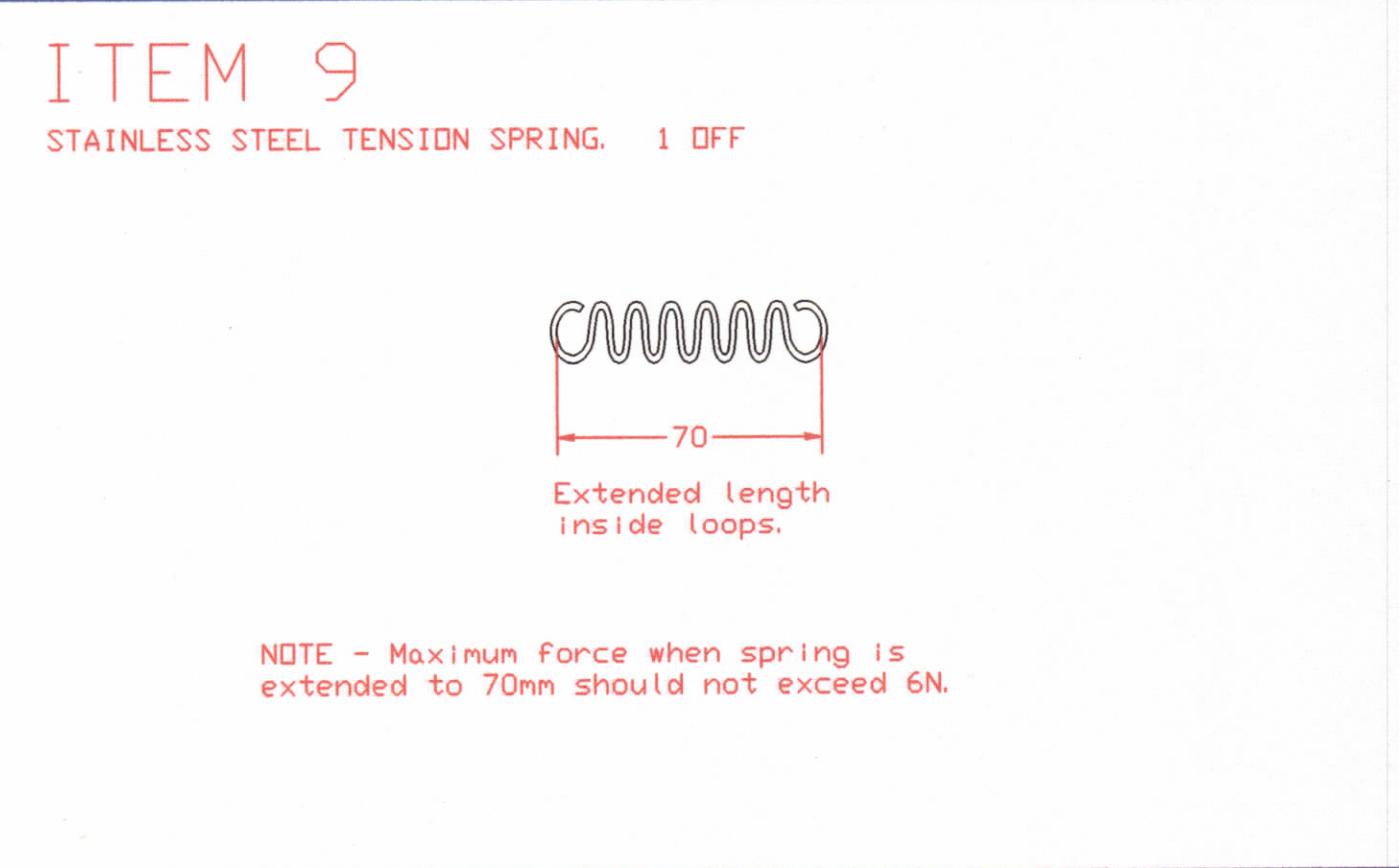 ITEM 9
STAINLESS STEEL TENSION SPRING. 1 OFF
70
Extended length
inside loops.
NOTE - Maximum force when spring is
extended to 70mm should not exceed 6N.